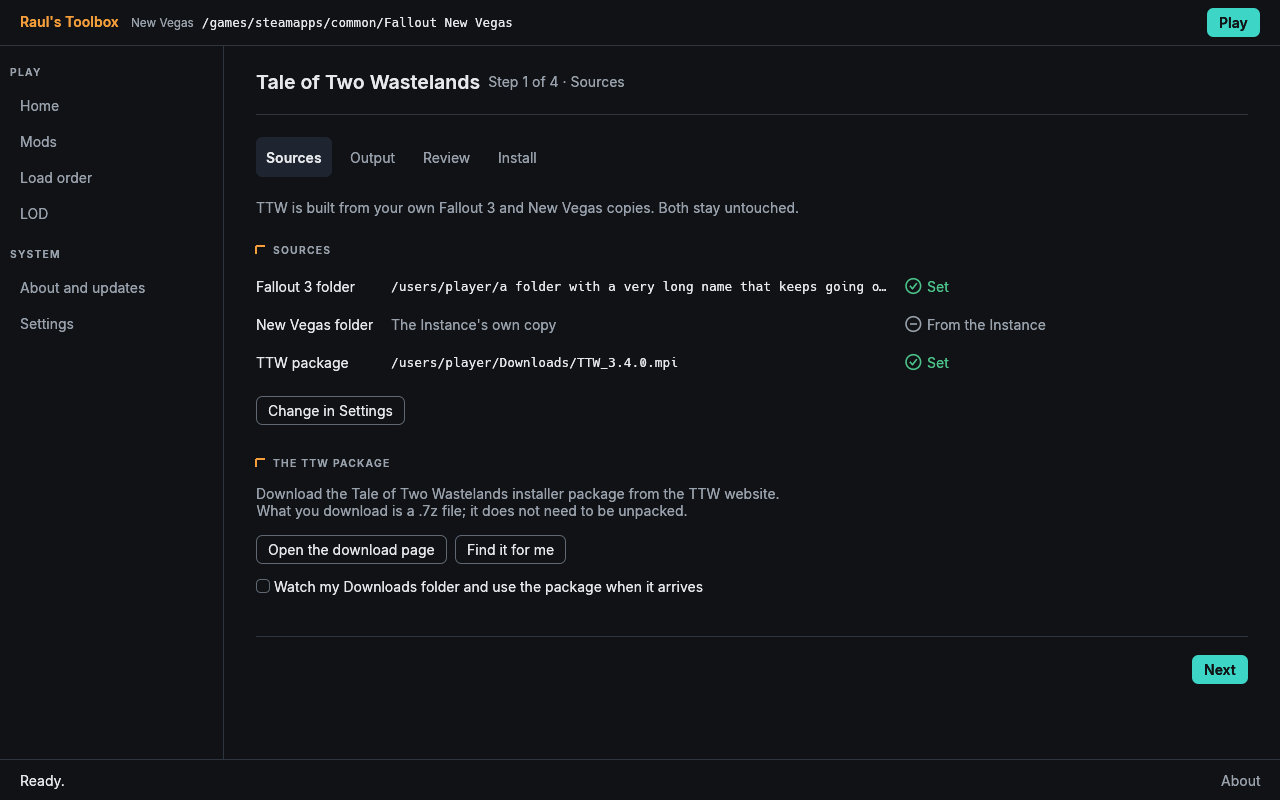 Raul's Toolbox New Vegas /games/steamapps/common/Fallout New Vegas Play
PLAY
Home
Mods
Load order
LOD
SYSTEM
About and updates
Settings
Tale of Two Wastelands Step 1 of 4 · Sources
Sources Output Review Install
TTW is built from your own Fallout 3 and New Vegas copies. Both stay untouched.
SOURCES
Fallout 3 folder /users/player/a folder with a very long name that keeps going o… Set
New Vegas folder The Instance's own copy From the Instance
TTW package /users/player/Downloads/TTW_3.4.0.mpi Set
Change in Settings
THE TTW PACKAGE
Download the Tale of Two Wastelands installer package from the TTW website.
What you download is a .7z file; it does not need to be unpacked.
Open the download page Find it for me
Watch my Downloads folder and use the package when it arrives
Next
Ready. About